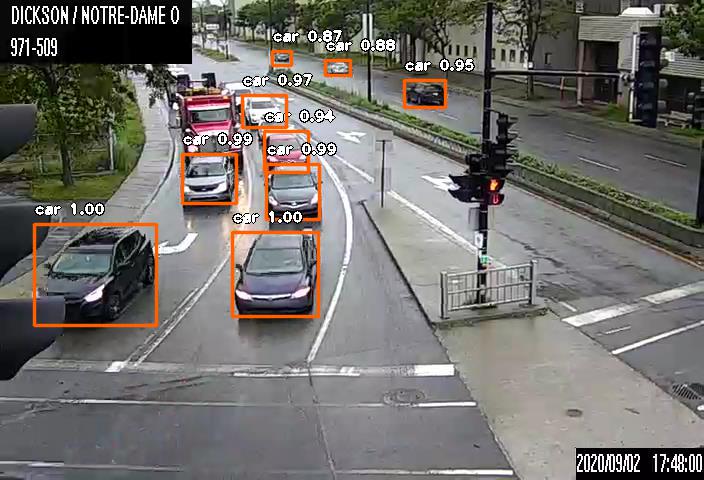 DICKSON / NOTRE-DAME O
971-509
car 0.87
car 0.88
car 0.95
car 0.97
car 0.94
car 0.99
car 0.99
car 1.00
car 1.00
2020/09/02 17:48:00